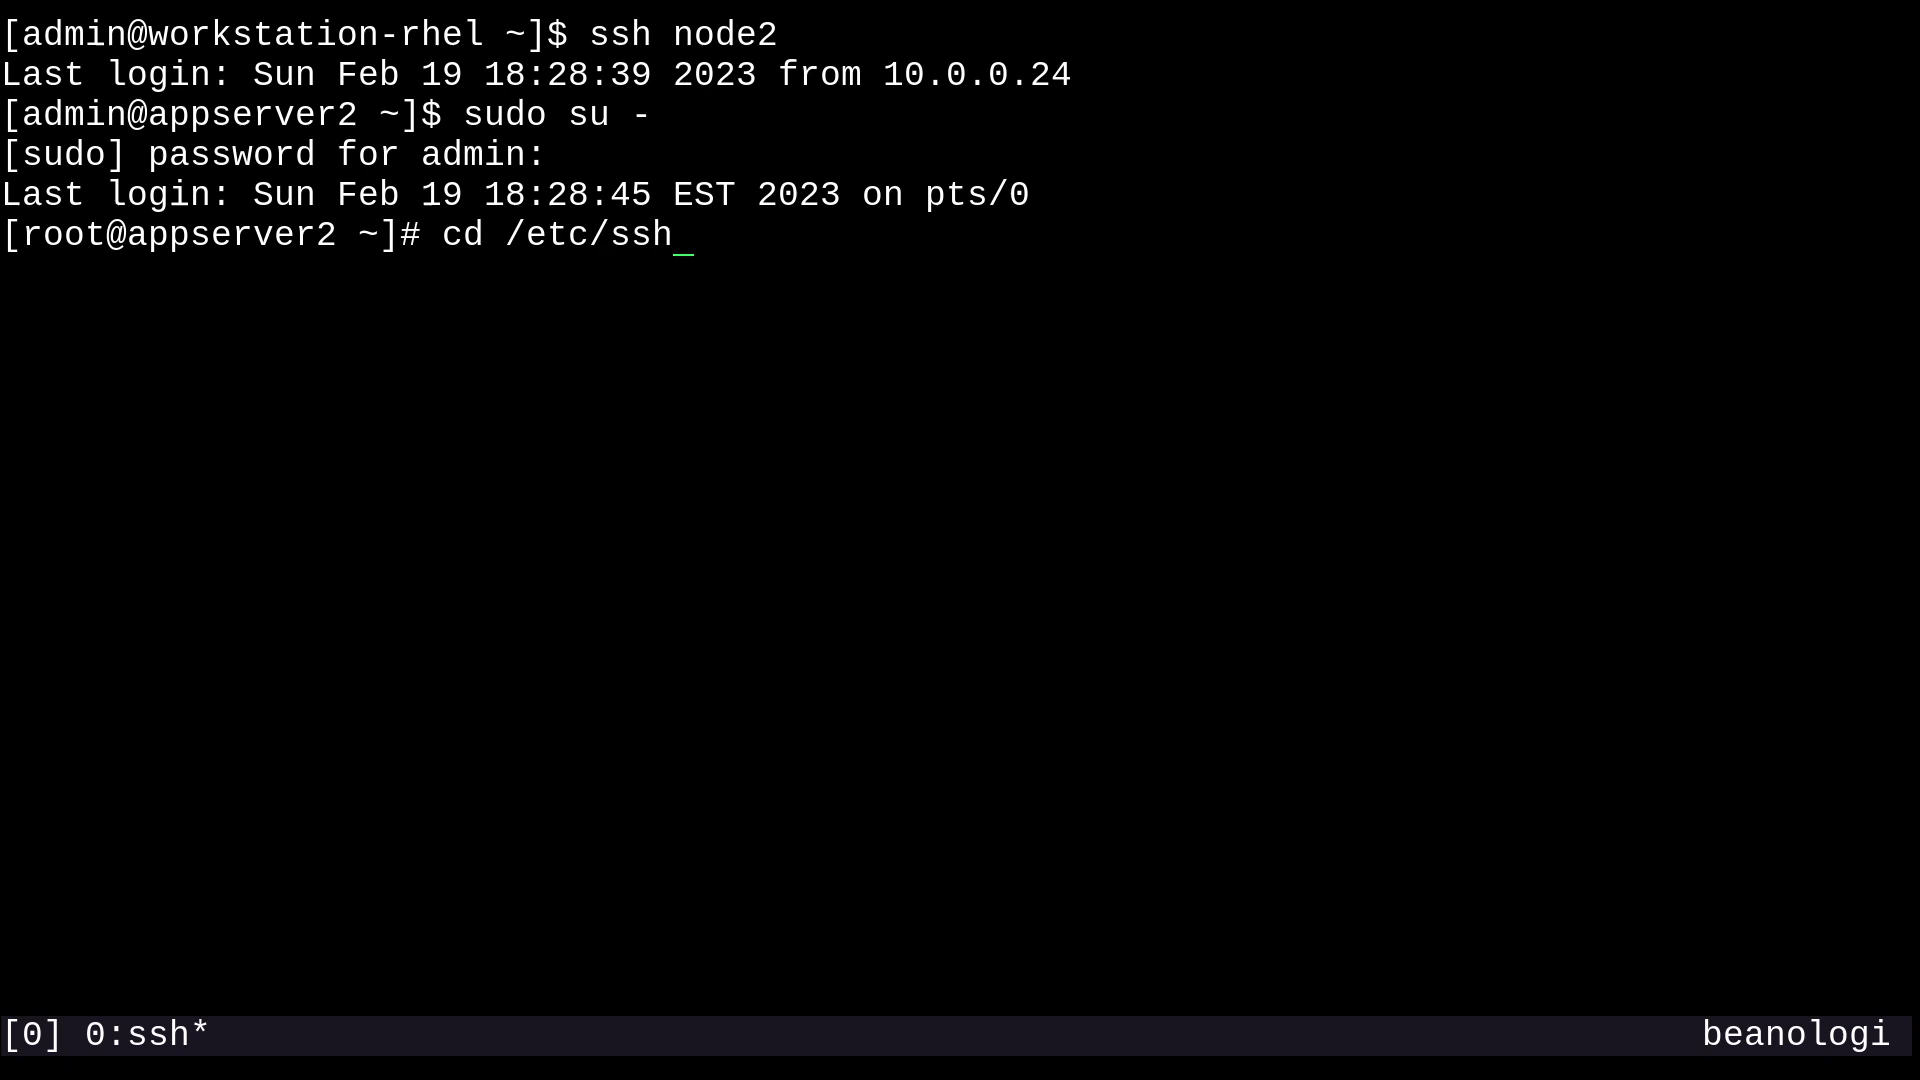 [admin@workstation-rhel ~]$ ssh node2
Last login: Sun Feb 19 18:28:39 2023 from 10.0.0.24
[admin@appserver2 ~]$ sudo su -
[sudo] password for admin:
Last login: Sun Feb 19 18:28:45 EST 2023 on pts/0
[root@appserver2 ~]# cd /etc/ssh_
[0] 0:ssh* beanologi